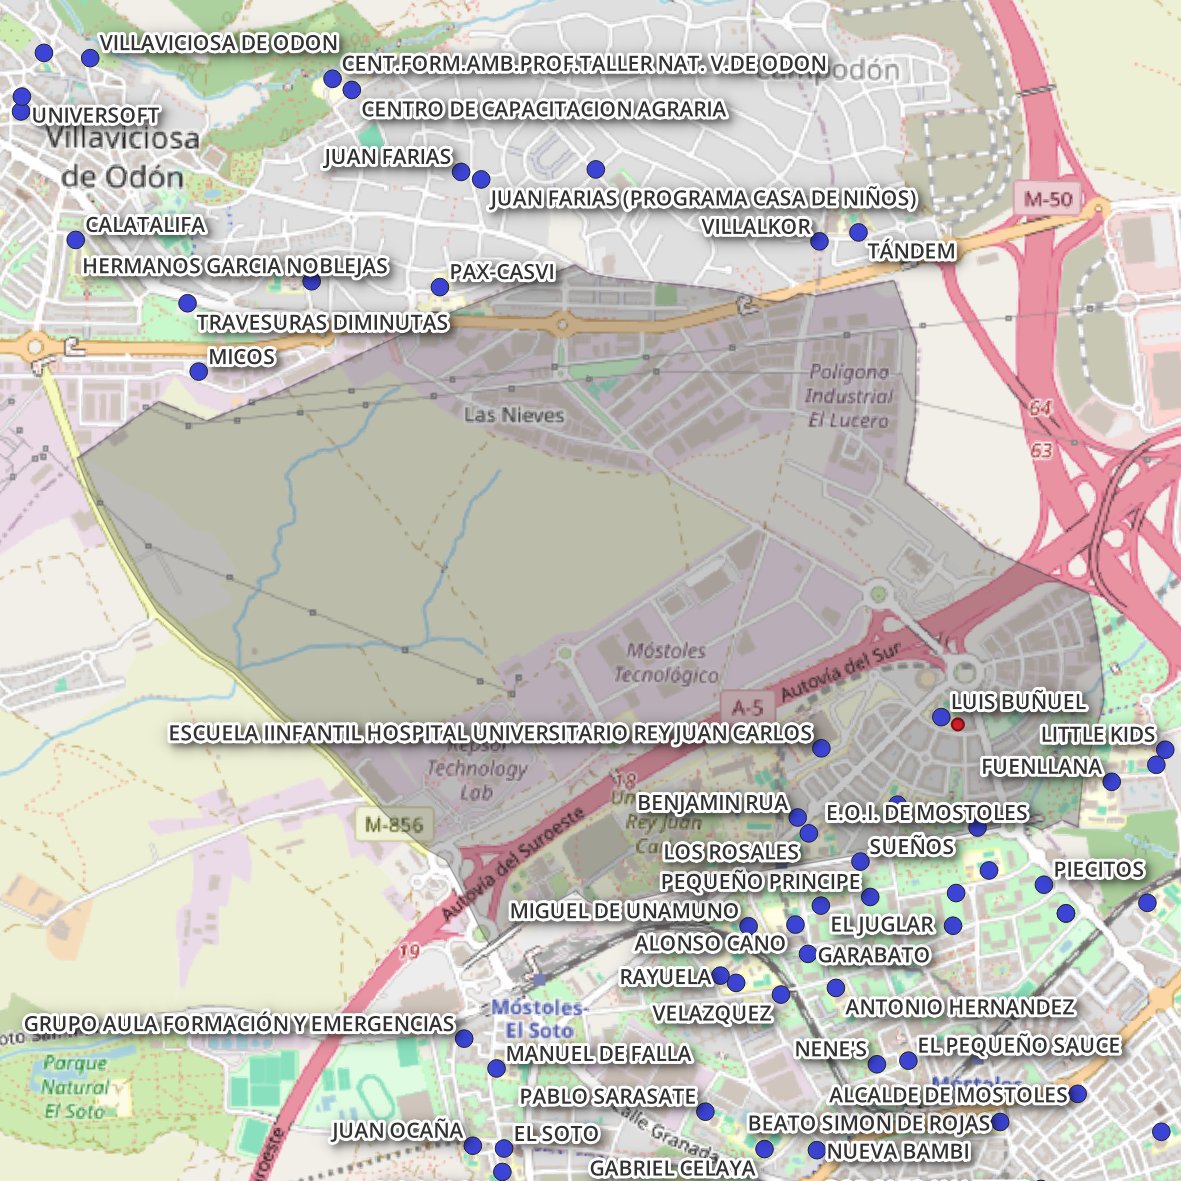 VILLAVICIOSA DE ODON
CENT.FORM.AMB.PROF.TALLER NAT. V.DE ODON
Campodón
CENTRO DE CAPACITACION AGRARIA
UNIVERSOFT
Villaviciosa
de Odón
JUAN FARIAS
JUAN FARIAS (PROGRAMA CASA DE NIÑOS)
M-50
CALATALIFA
VILLALKOR
TÁNDEM
HERMANOS GARCIA NOBLEJAS
PAX-CASVI
TRAVESURAS DIMINUTAS
MICOS
Las Nieves
Polígono
Industrial
El Lucero
64
63
Móstoles
Tecnológico
Autovía del Sur
A-5
LUIS BUÑUEL
ESCUELA IINFANTIL HOSPITAL UNIVERSITARIO REY JUAN CARLOS
LITTLE KIDS
Repsol
Technology
Lab
FUENLLANA
18
BENJAMIN RUA
Rey Juan
E.O.I. DE MOSTOLES
M-856
Autovía del Suroeste
LOS ROSALES
SUEÑOS
PEQUEÑO PRINCIPE
PIECITOS
MIGUEL DE UNAMUNO
EL JUGLAR
ALONSO CANO
GARABATO
19
RAYUELA
Móstoles-
El Soto
VELAZQUEZ
ANTONIO HERNANDEZ
GRUPO AULA FORMACIÓN Y EMERGENCIAS
MANUEL DE FALLA
NENE'S
EL PEQUEÑO SAUCE
Parque
Natural
El Soto
Móstoles
PABLO SARASATE
ALCALDE DE MOSTOLES
Calle Granada
BEATO SIMON DE ROJAS
JUAN OCAÑA
EL SOTO
NUEVA BAMBI
GABRIEL CELAYA